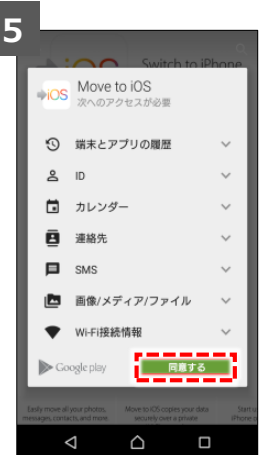 5
iOS
Switch to iPhone
Move to iOS
次へのアクセスが必要
端末とアプリの履歴
ID
カレンダー
連絡先
SMS
画像/メディア/ファイル
Wi-Fi接続情報
Google play
同意する
Easily move all your photos,
messages, contacts, and more.
Move to iOS copies your data
securely over a private
Start u
iPhone